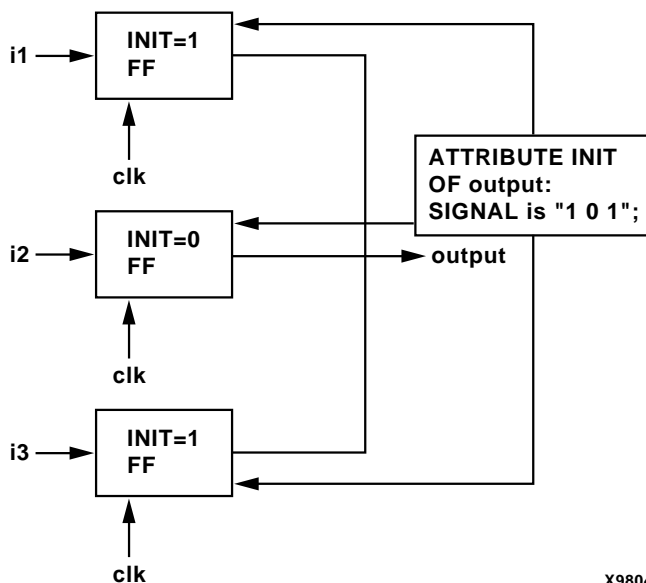 INIT=1
i1
FF
clk
ATTRIBUTE INIT
OF output:
SIGNAL is "1 0 1";
INIT=0
i2
FF
output
clk
INIT=1
i3
FF
clk
X9804